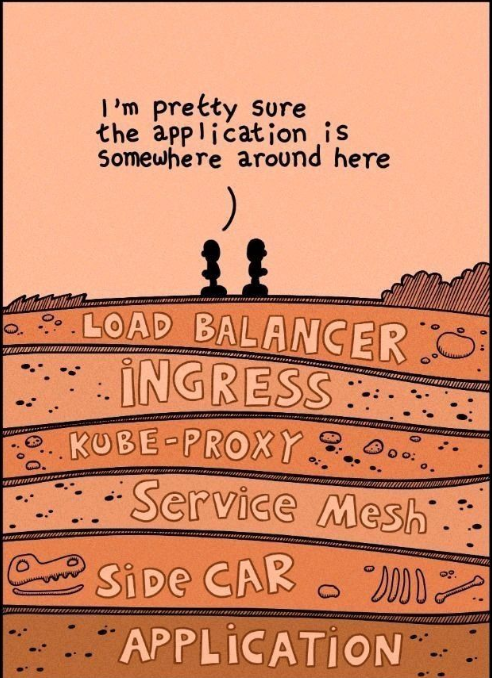 I'm pretty sure
the application is
somewhere around here
LOAD BALANCER
iNGRESS
KUBE-PROXY
Service Mesh
SiDe CAR
APPLiCATiON